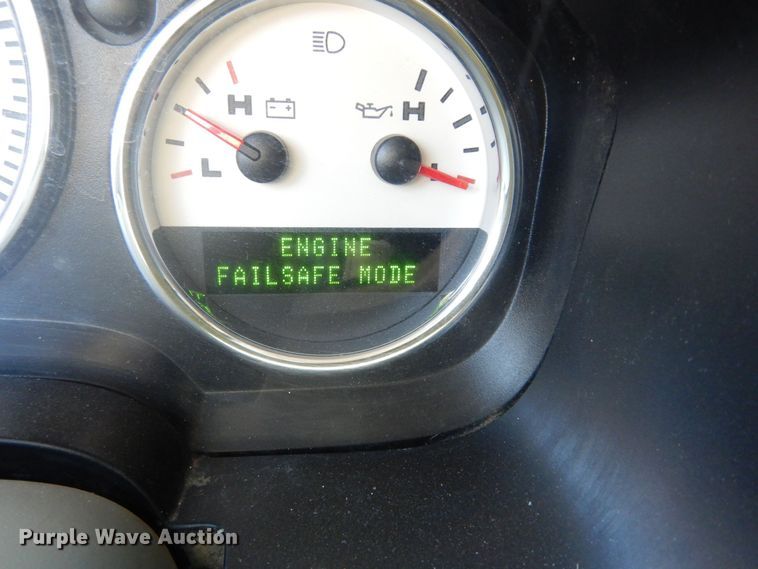 H H
L L
ENGINE
FAILSAFE MODE
Purple Wave Auction